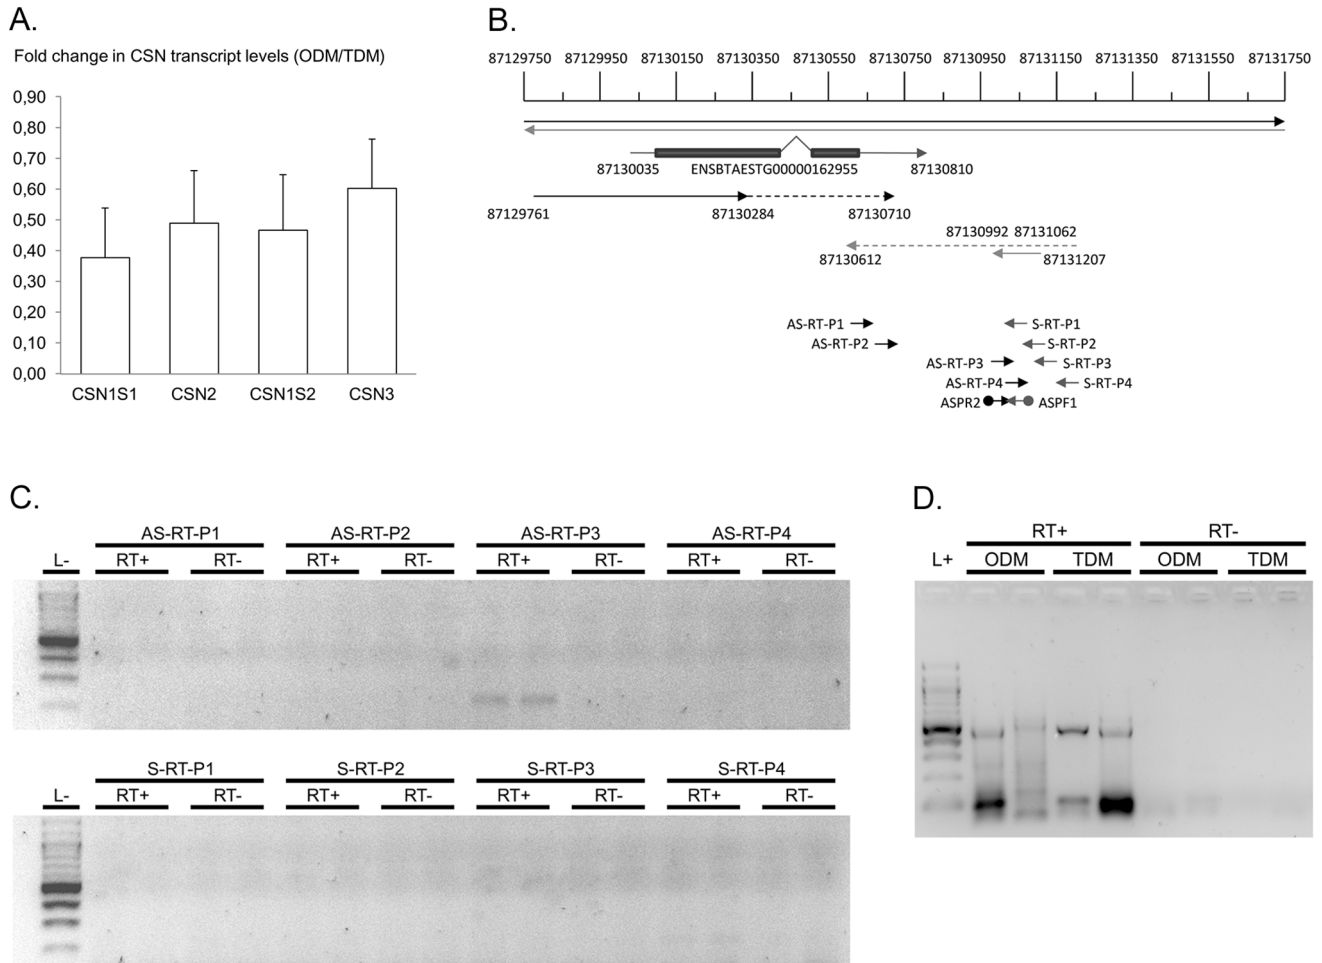 A.
Fold change in CSN transcript levels (ODM/TDM)
0,90
0,80
0,70
0,60
0,50
0,40
0,30
0,20
0,10
0,00
CSN1S1 CSN2 CSN1S2 CSN3
B.
87129750 87129950 87130150 87130350 87130550 87130750 87130950 87131150 87131350 87131550 87131750
87130035 ENSBTAESTG00000162955 87130810
87129761 87130284 87130710
87130992 87131062
87130612 87131207
AS-RT-P1 S-RT-P1
AS-RT-P2 S-RT-P2
AS-RT-P3 S-RT-P3
AS-RT-P4 S-RT-P4
ASPR2 ASPF1
C.
AS-RT-P1 AS-RT-P2 AS-RT-P3 AS-RT-P4
L- RT+ RT- RT+ RT- RT+ RT- RT+ RT-
S-RT-P1 S-RT-P2 S-RT-P3 S-RT-P4
L- RT+ RT- RT+ RT- RT+ RT- RT+ RT-
D.
RT+ RT-
L+ ODM TDM ODM TDM